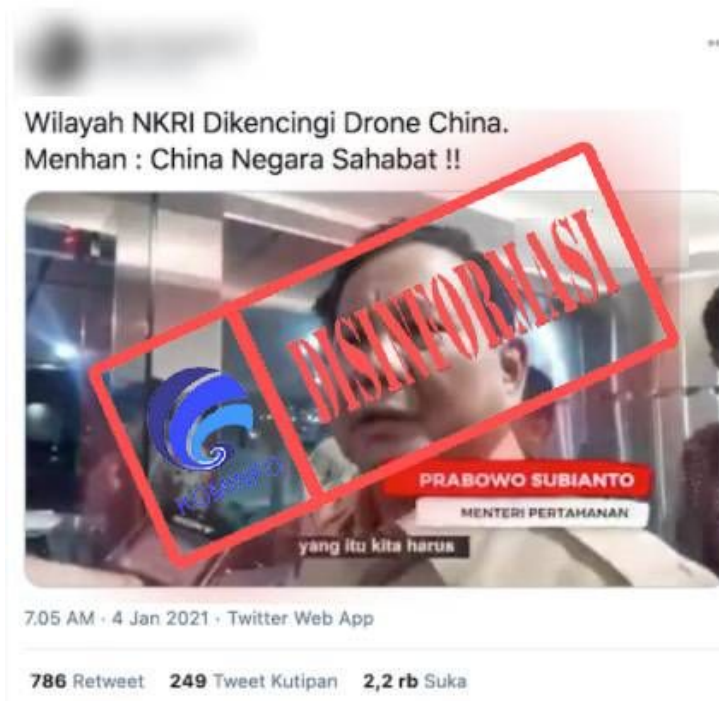 Wilayah NKRI Dikencingi Drone China.
Menhan : China Negara Sahabat !!
DISINFORMASI
KOMINFO
PRABOWO SUBIANTO
MENTERI PERTAHANAN
yang itu kita harus
7.05 AM · 4 Jan 2021 · Twitter Web App
786 Retweet 249 Tweet Kutipan 2,2 rb Suka